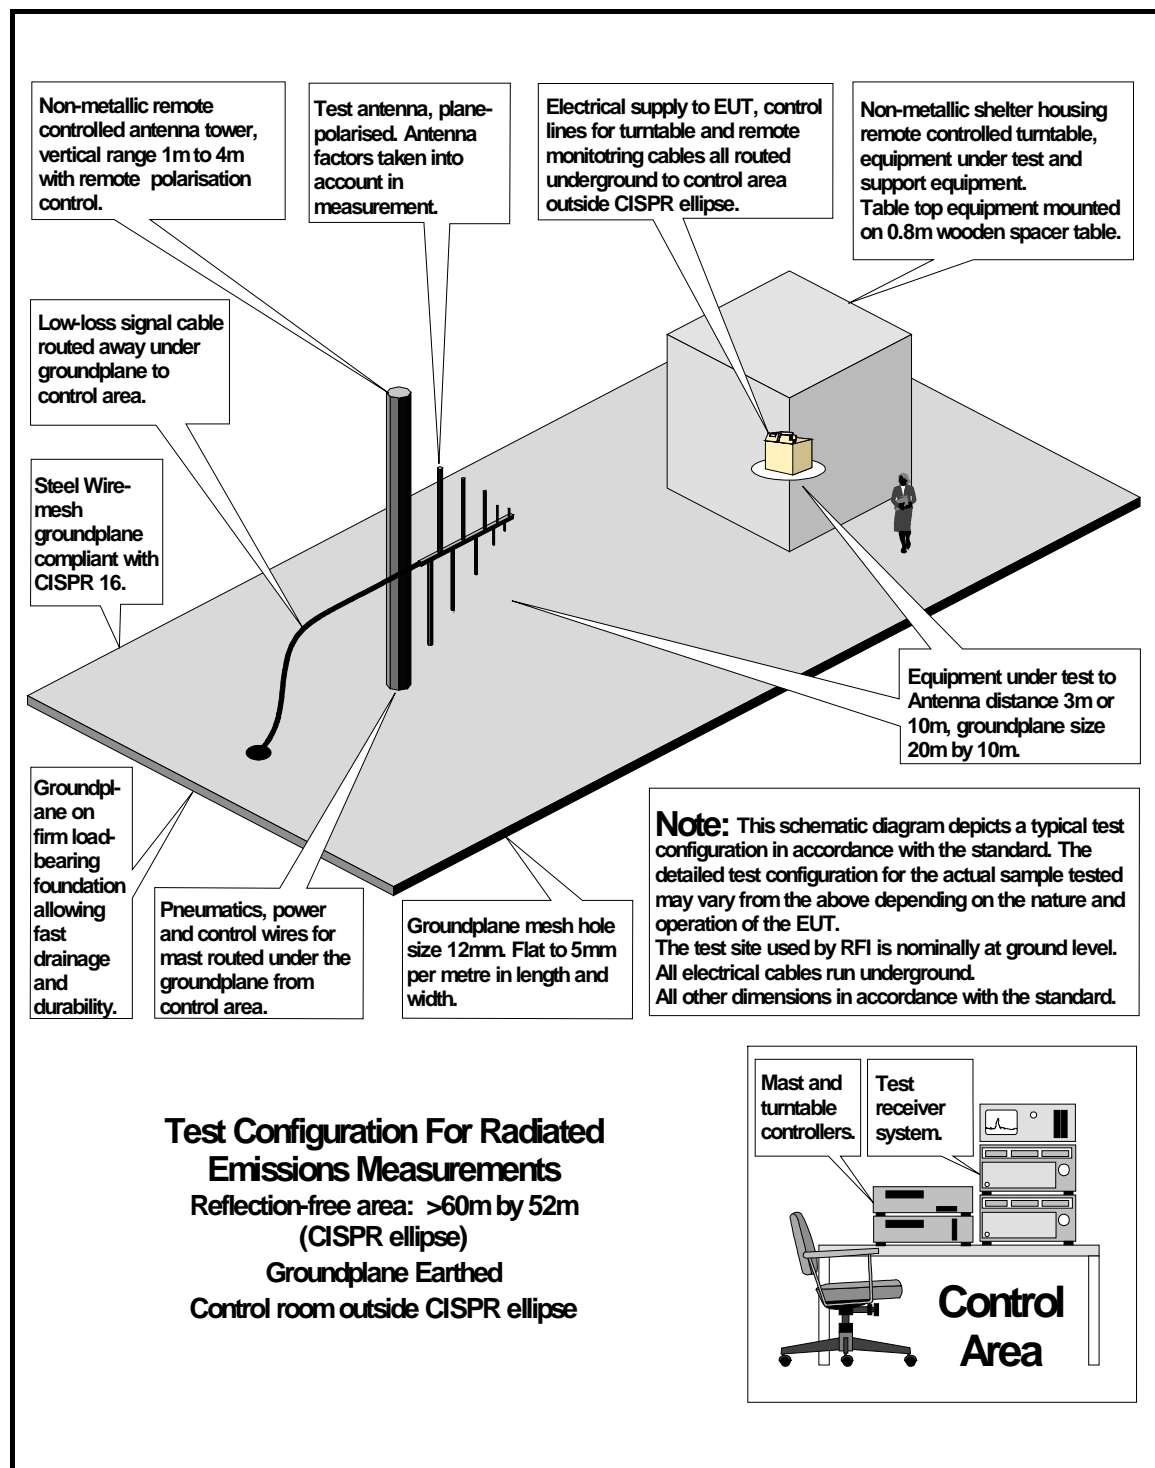 Non-metallic remote
controlled antenna tower,
vertical range 1m to 4m
with remote polarisation
control.
Test antenna, plane-
polarised. Antenna
factors taken into
account in
measurement.
Electrical supply to EUT, control
lines for turntable and remote
monitotring cables all routed
underground to control area
outside CISPR ellipse.
Non-metallic shelter housing
remote controlled turntable,
equipment under test and
support equipment.
Table top equipment mounted
on 0.8m wooden spacer table.
Low-loss signal cable
routed away under
groundplane to
control area.
Steel Wire-
mesh
groundplane
compliant with
CISPR 16.
Equipment under test to
Antenna distance 3m or
10m, groundplane size
20m by 10m.
Groundpl-
ane on
firm load-
bearing
foundation
allowing
fast
drainage
and
durability.
Pneumatics, power
and control wires for
mast routed under the
groundplane from
control area.
Groundplane mesh hole
size 12mm. Flat to 5mm
per metre in length and
width.
Note: This schematic diagram depicts a typical test
configuration in accordance with the standard. The
detailed test configuration for the actual sample tested
may vary from the above depending on the nature and
operation of the EUT.
The test site used by RFI is nominally at ground level.
All electrical cables run underground.
All other dimensions in accordance with the standard.
Mast and
turntable
controllers.
Test
receiver
system.
Control
Area
Test Configuration For Radiated
Emissions Measurements
Reflection-free area: >60m by 52m
(CISPR ellipse)
Groundplane Earthed
Control room outside CISPR ellipse